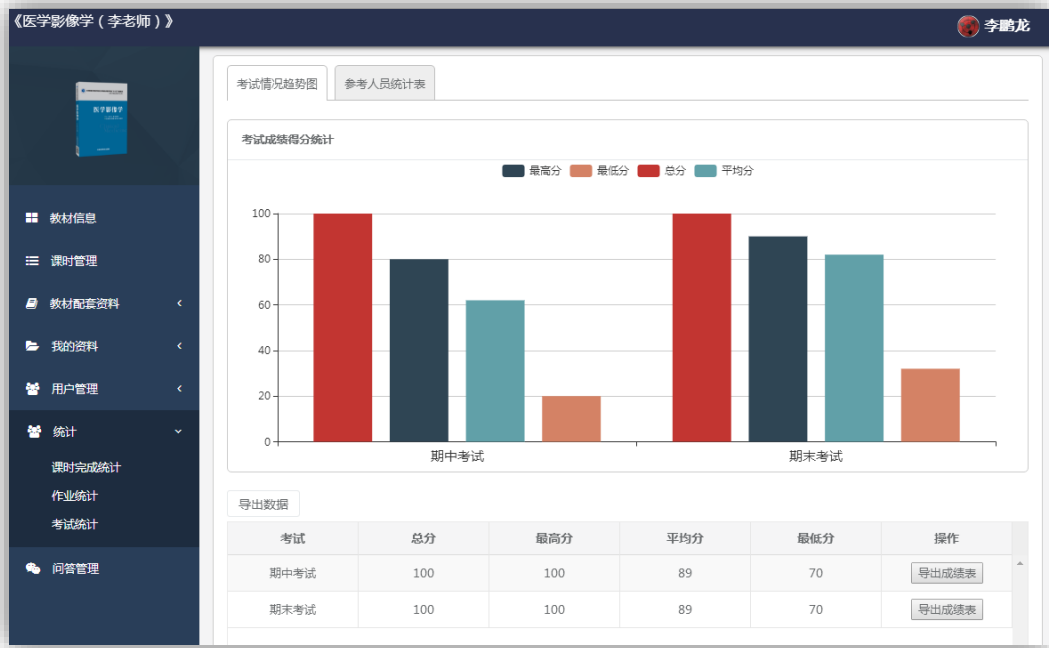 《医学影像学（李老师）》
李鹏龙
医学影像学
教材信息
课时管理
教材配套资料
我的资料
用户管理
统计
课时完成统计
作业统计
考试统计
问答管理
考试情况趋势图 参考人员统计表
考试成绩得分统计
最高分 最低分 总分 平均分
100
80
60
40
20
0
期中考试 期末考试
导出数据
考试 总分 最高分 平均分 最低分 操作
期中考试 100 100 89 70 导出成绩表
期末考试 100 100 89 70 导出成绩表